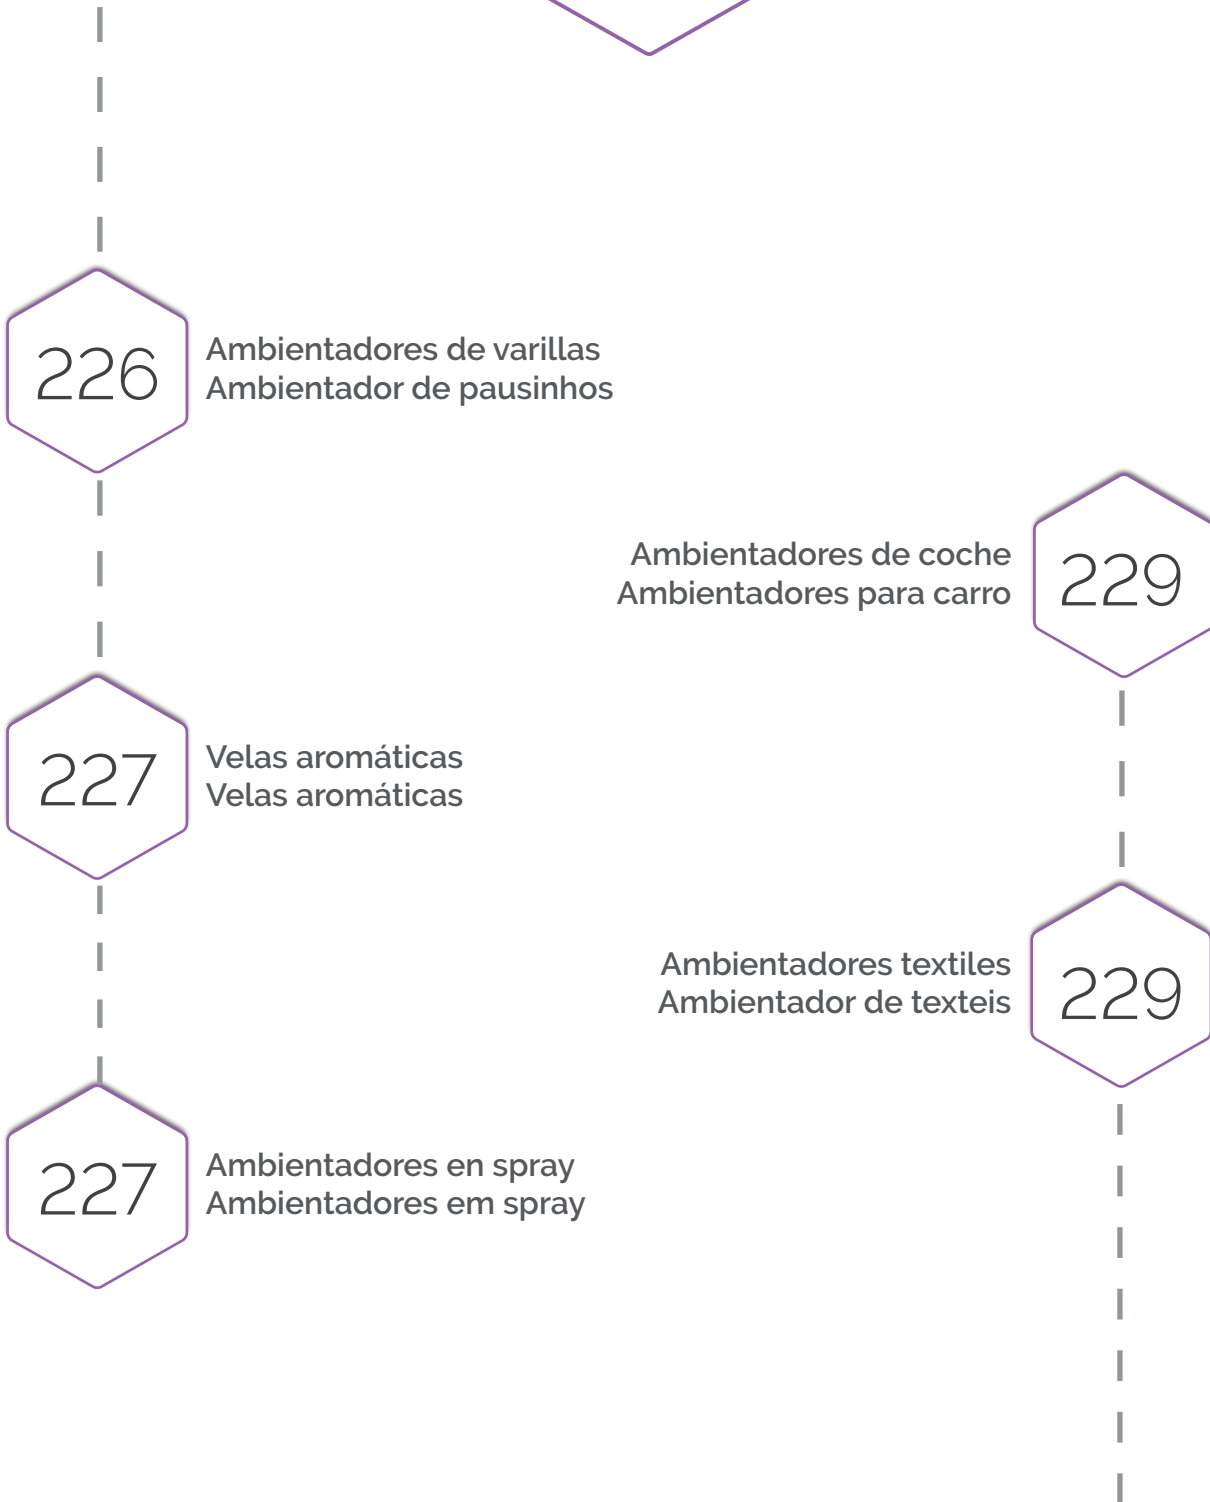 226
Ambientadores de varillas
Ambientador de pausinhos
227
Velas aromáticas
Velas aromáticas
227
Ambientadores en spray
Ambientadores em spray
Ambientadores de coche
Ambientadores para carro
229
Ambientadores textiles
Ambientador de texteis
229